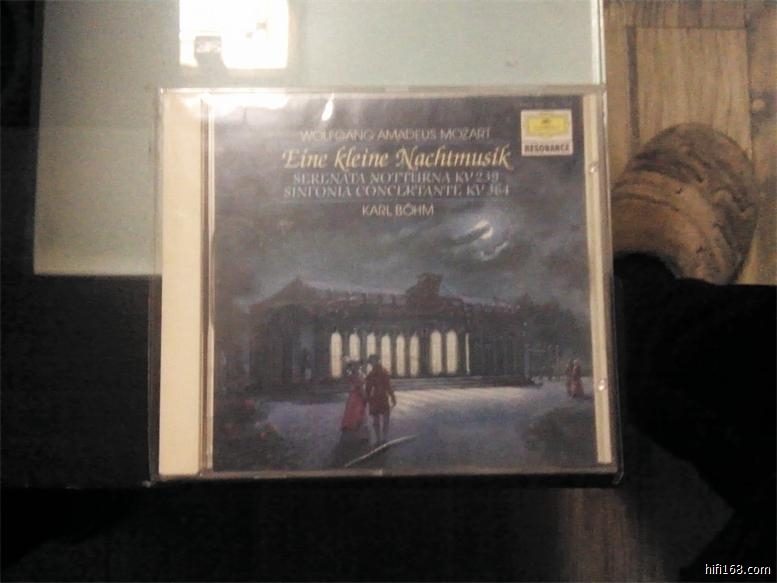 WOLFGANG AMADEUS MOZART
Eine kleine Nachtmusik
SERENATA NOTTURNA KV 239
SINFONIA CONCERTANTE KV 364
KARL BÖHM
RESONANCE
hifi168.com